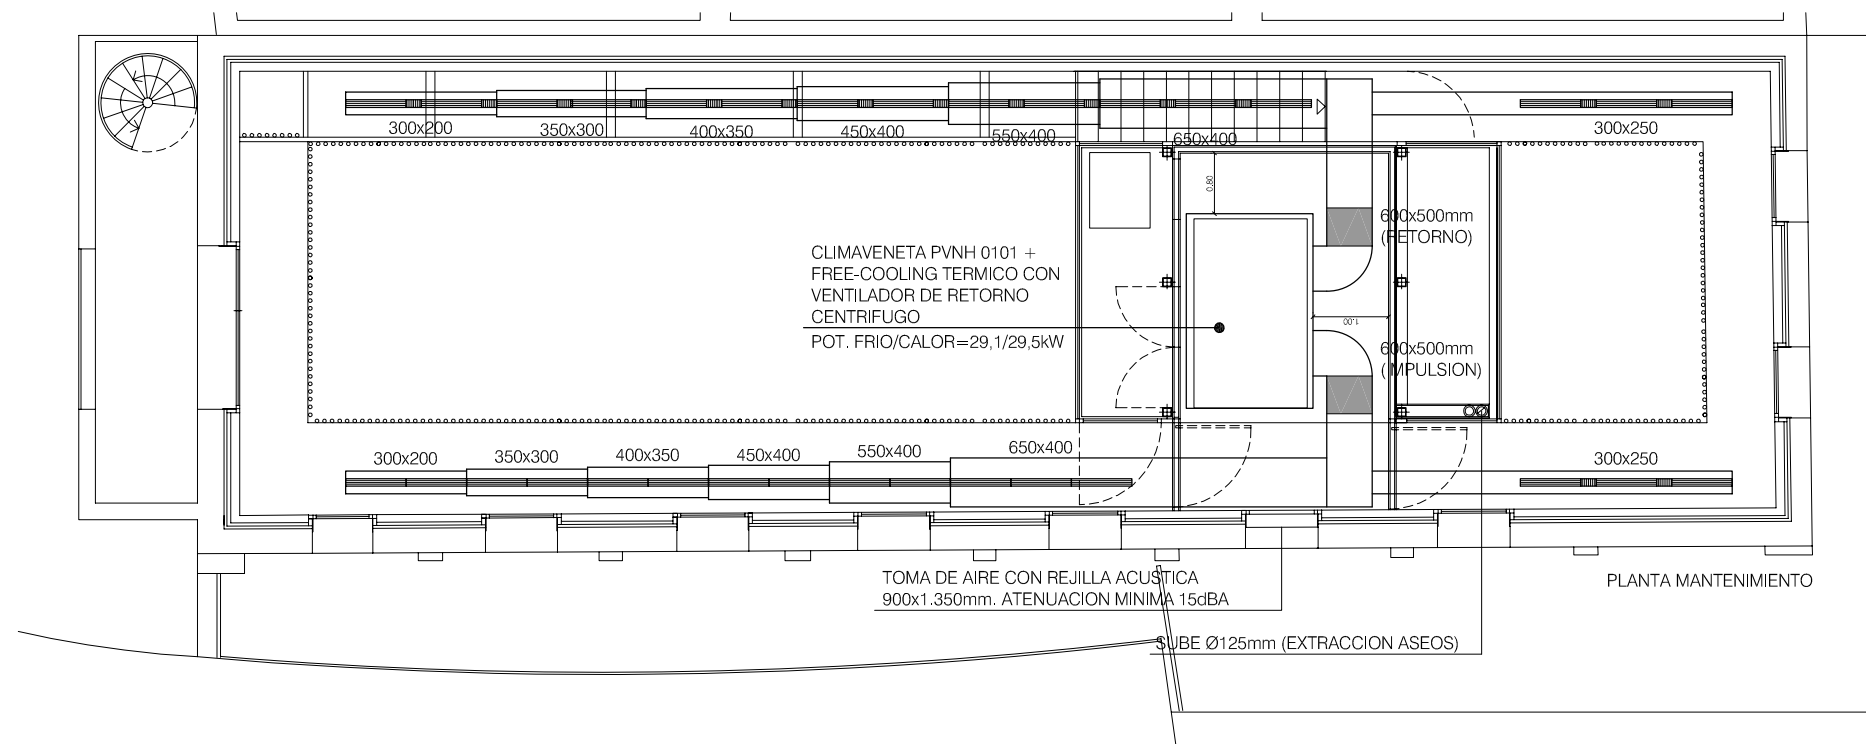 300x200
350x300
400x350
450x400
550x400
650x400
300x250
0.80
600x500mm
(RETORNO)
CLIMAVENETA PVNH 0101 +
FREE-COOLING TERMICO CON
VENTILADOR DE RETORNO
CENTRIFUGO
POT. FRIO/CALOR=29,1/29,5kW
1.00
600x500mm
(IMPULSION)
300x200
350x300
400x350
450x400
550x400
650x400
300x250
TOMA DE AIRE CON REJILLA ACUSTICA
900x1.350mm. ATENUACION MINIMA 15dBA
PLANTA MANTENIMIENTO
SUBE Ø125mm (EXTRACCION ASEOS)